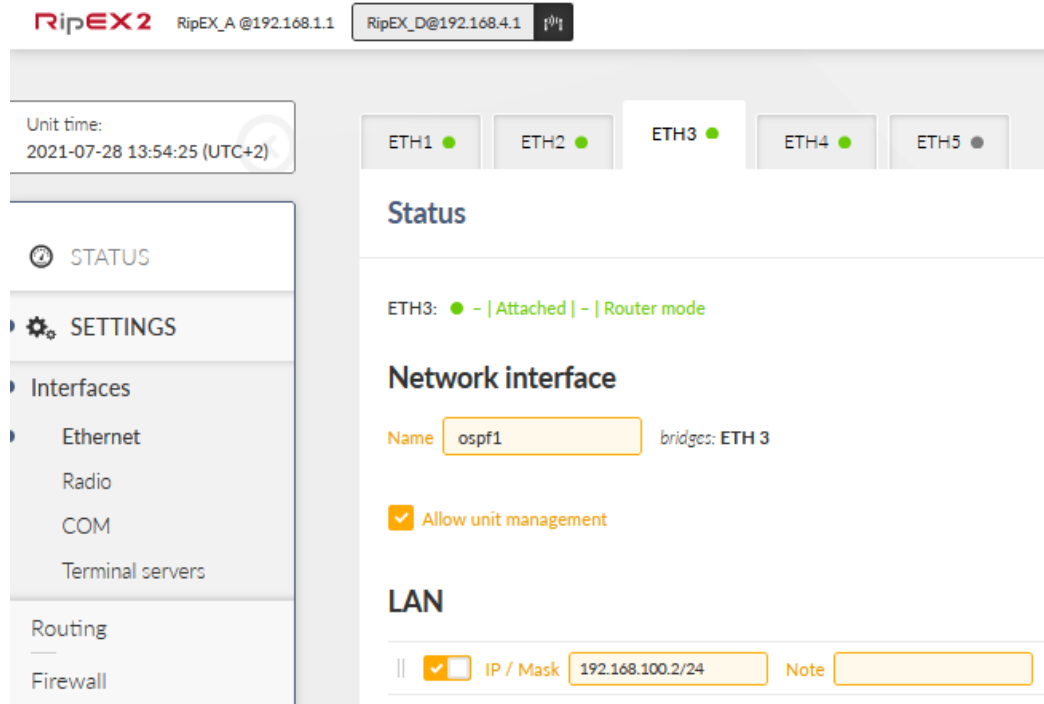 RipEX2 RipEX_A @192.168.1.1 RipEX_D@192.168.4.1
Unit time:
2021-07-28 13:54:25 (UTC+2)
ETH1 ETH2 ETH3 ETH4 ETH5
Status
STATUS
ETH3: – | Attached | – | Router mode
SETTINGS
Network interface
Interfaces
Ethernet
Name ospf1 bridges: ETH 3
Radio
COM
Allow unit management
Terminal servers
LAN
Routing
IP / Mask 192.168.100.2/24 Note
Firewall